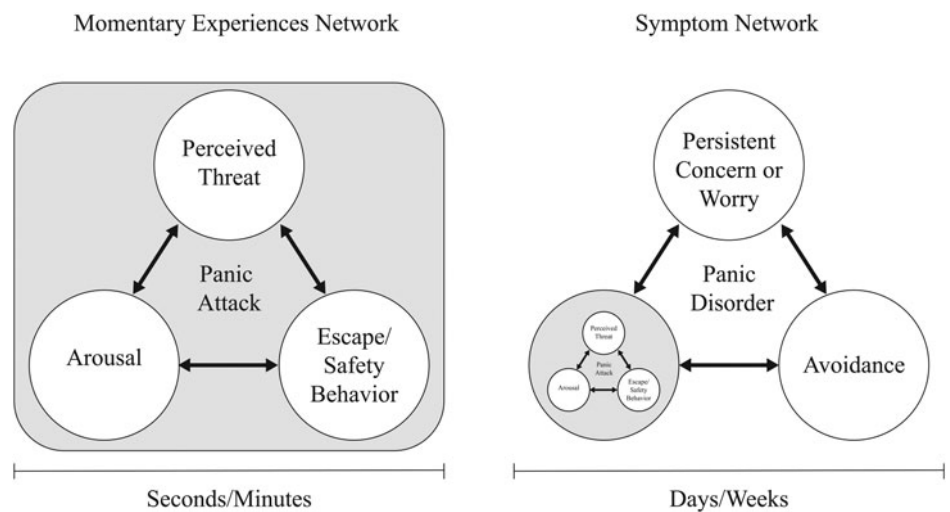 Momentary Experiences Network
Perceived
Threat
Panic
Attack
Arousal
Escape/
Safety
Behavior
Seconds/Minutes
Symptom Network
Persistent
Concern or
Worry
Panic
Disorder
Perceived
Threat
Panic
Attack
Arousal
Escape/
Safety
Behavior
Avoidance
Days/Weeks